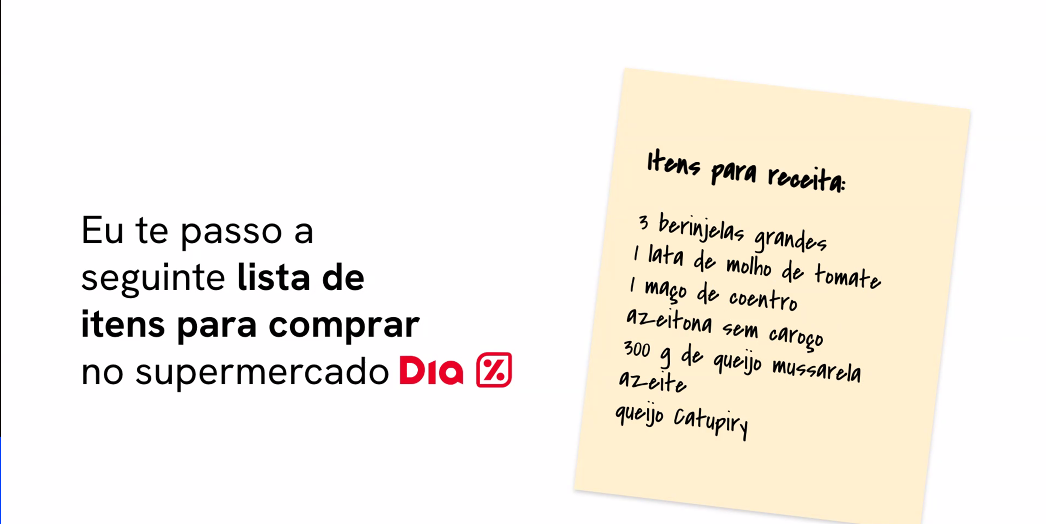 Eu te passo a
seguinte lista de
itens para comprar
no supermercado Dia %
Itens para receita:
3 berinjelas grandes
1 lata de molho de tomate
1 maço de coentro
azeitona sem caroço
300 g de queijo mussarela
azeite
queijo Catupiry